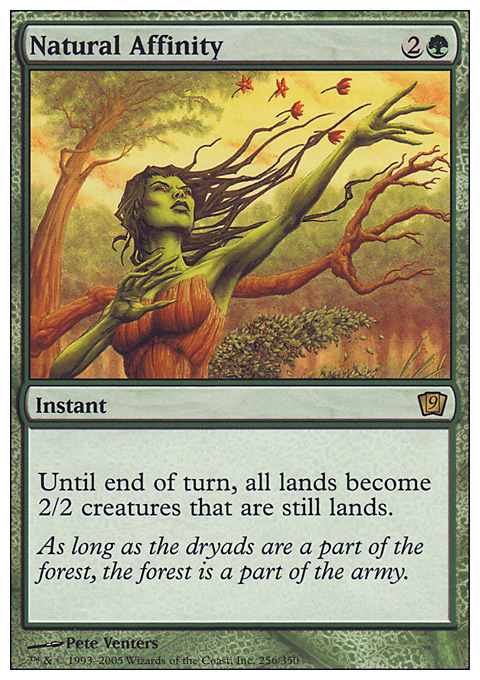 Natural Affinity 2
Instant 9
Until end of turn, all lands become
2/2 creatures that are still lands.
As long as the dryads are a part of the
forest, the forest is a part of the army.
Pete Venters
™ & © 1993–2005 Wizards of the Coast, Inc. 256/350